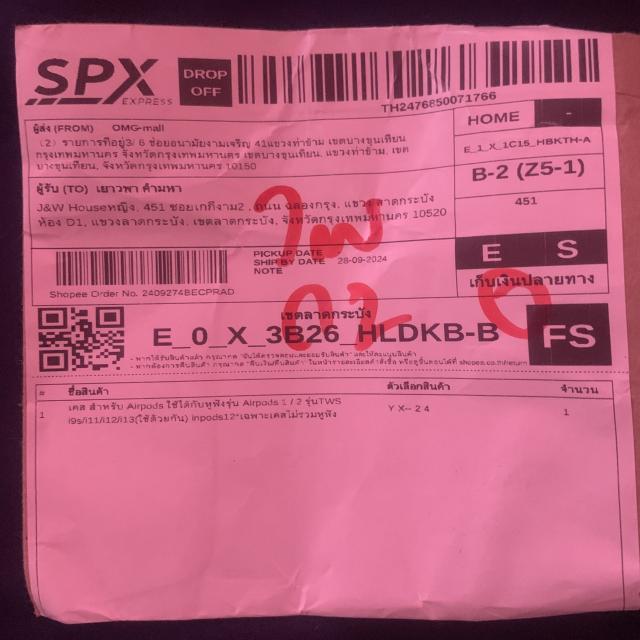 SPX
EXPRESS
DROP
OFF
TH2476850071766
ผู้ส่ง (FROM) OMG-mall
(2) รายการที่อยู่3/ 6 ซอยอนามัยงามเจริญ 41แขวงท่าข้าม เขตบางขุนเทียน
กรุงเทพมหานคร จังหวัดกรุงเทพมหานคร เขตบางขุนเทียน, แขวงท่าข้าม, เขต
บางขุนเทียน, จังหวัดกรุงเทพมหานคร 10150
HOME -
E_1_X_1C15_HBKTH-A
B-2 (Z5-1)
451
ผู้รับ (TO) เยาวพา คำมหา
J&W Houseหญิง, 451 ซอยเกกีงาม2 , ถนน ฉลองกรุง, แขวงลาดกระบัง
ห้อง D1, แขวงลาดกระบัง, เขตลาดกระบัง, จังหวัดกรุงเทพมหานคร 10520
E S
เก็บเงินปลายทาง
PICKUP DATE
SHIP BY DATE 28-09-2024
NOTE
Shopee Order No. 2409274BECPRAD
เขตลาดกระบัง
E_0_X_3B26_HLDKB-B
FS
# ชื่อสินค้า ตัวเลือกสินค้า จำนวน
1 เคส สำหรับ Airpods ใช้ได้กับหูฟังรุ่น Airpods 1 / 2 รุ่นTWS Y X-- 2 4 1
i9s/i11/i12/i13(ใช้ด้วยกัน) inpods12*เฉพาะเคสไม่รวมหูฟัง